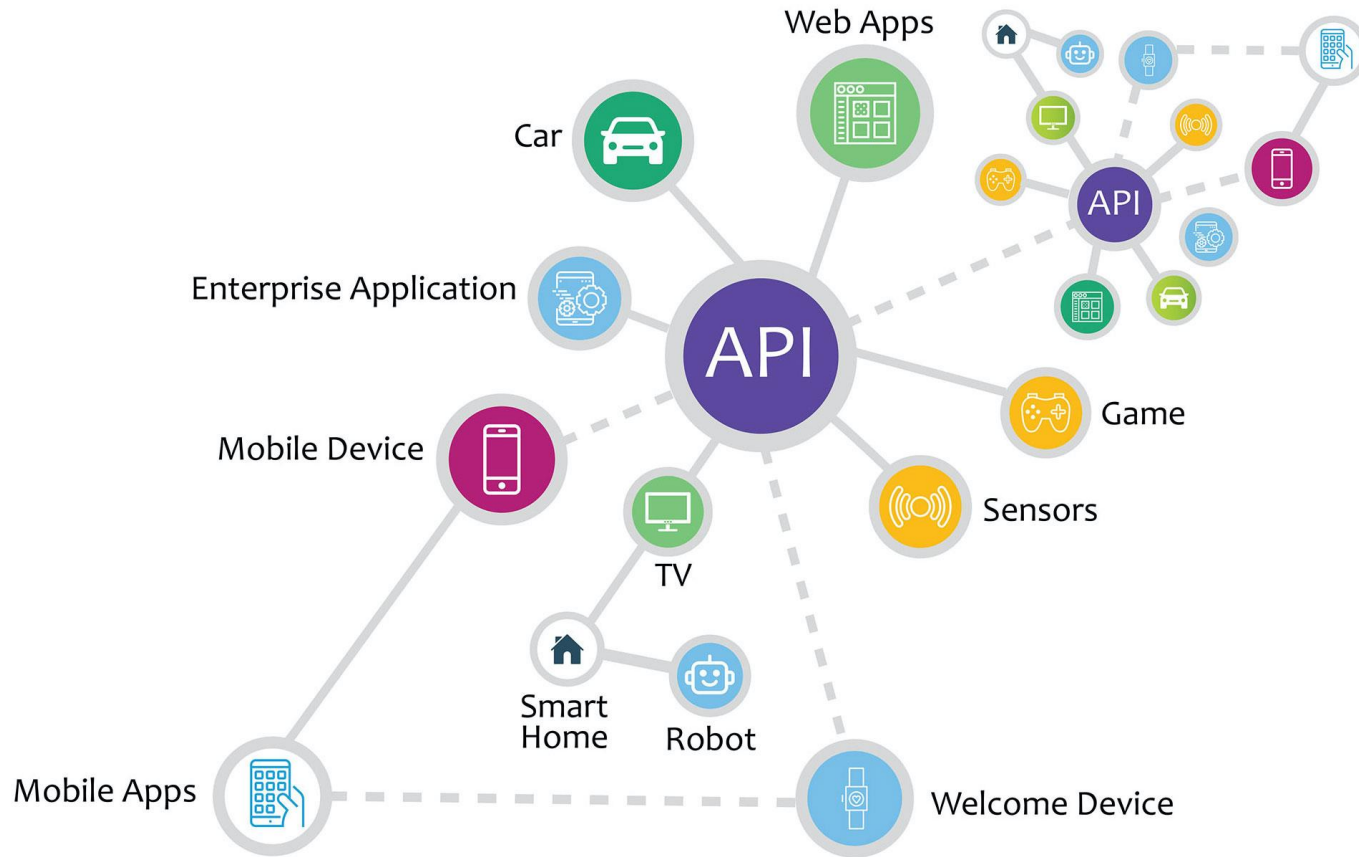 Web Apps
Car
API
Enterprise Application
API
Game
Mobile Device
Sensors
TV
Smart
Home
Robot
Mobile Apps
Welcome Device